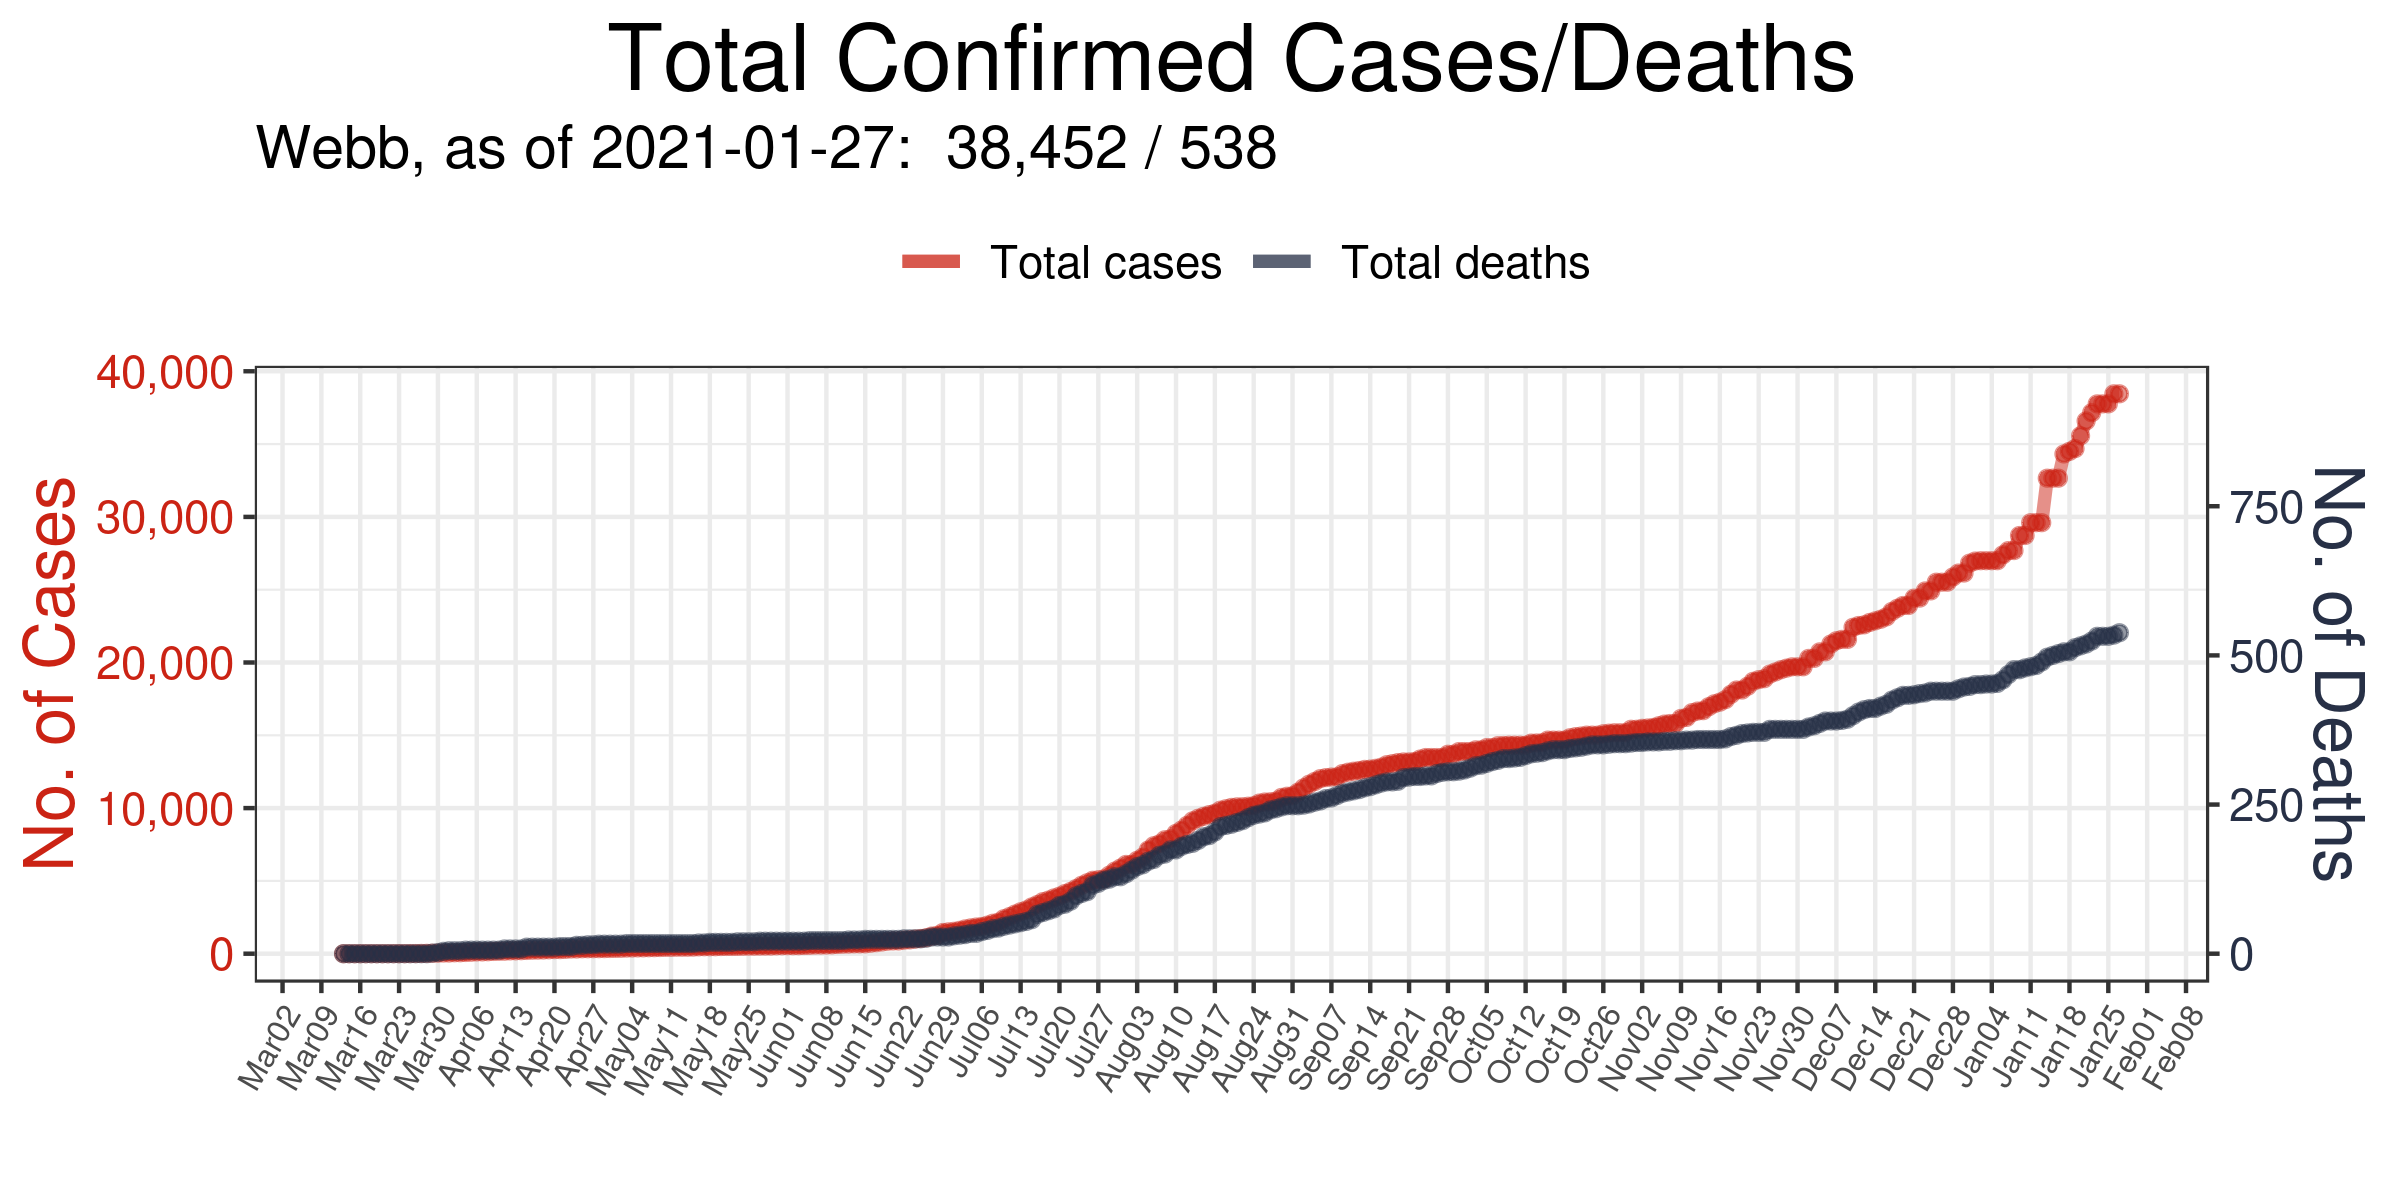 Total Confirmed Cases/Deaths
Webb, as of 2021-01-27:  38,452 / 538
Total cases
Total deaths
No. of Cases
40,000
30,000
20,000
10,000
0
750
500
250
0
No. of Deaths
Mar02
Mar09
Mar16
Mar23
Mar30
Apr06
Apr13
Apr20
Apr27
May04
May11
May18
May25
Jun01
Jun08
Jun15
Jun22
Jun29
Jul06
Jul13
Jul20
Jul27
Aug03
Aug10
Aug17
Aug24
Aug31
Sep07
Sep14
Sep21
Sep28
Oct05
Oct12
Oct19
Oct26
Nov02
Nov09
Nov16
Nov23
Nov30
Dec07
Dec14
Dec21
Dec28
Jan04
Jan11
Jan18
Jan25
Feb01
Feb08